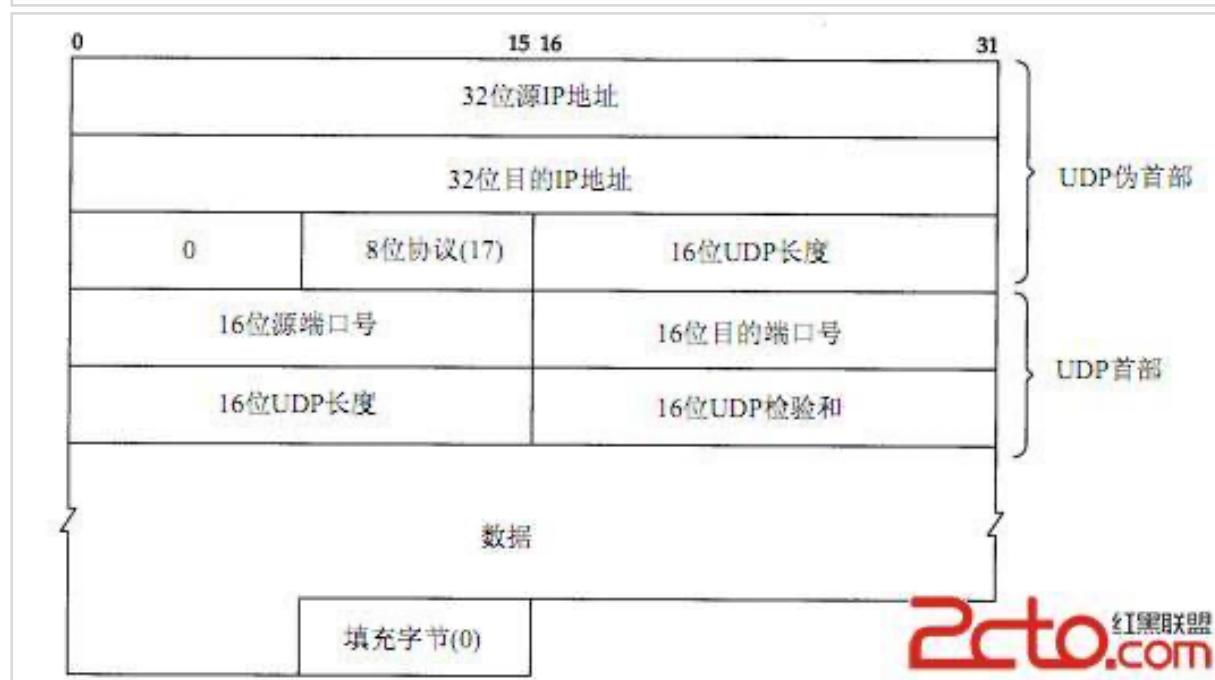 0 15 16 31
32位源IP地址
32位目的IP地址
UDP伪首部
0 8位协议(17) 16位UDP长度
16位源端口号 16位目的端口号
UDP首部
16位UDP长度 16位UDP检验和
数据
填充字节(0)
2cto.com 红黑联盟